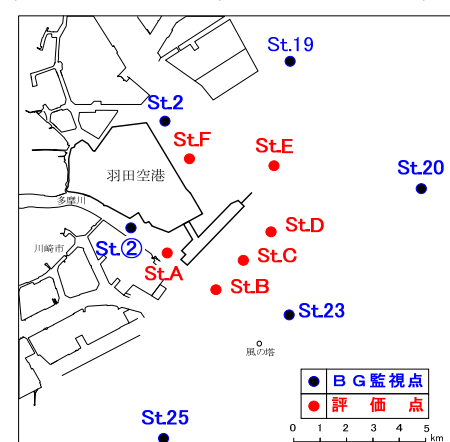 St.19
St.2
St.F
St.E
羽田空港
St.20
多摩川
St.D
川崎市
St.②
St.A
St.C
St.B
St.23
風の塔
ＢＧ監視点
評価点
St.25
0 1 2 3 4 5
km